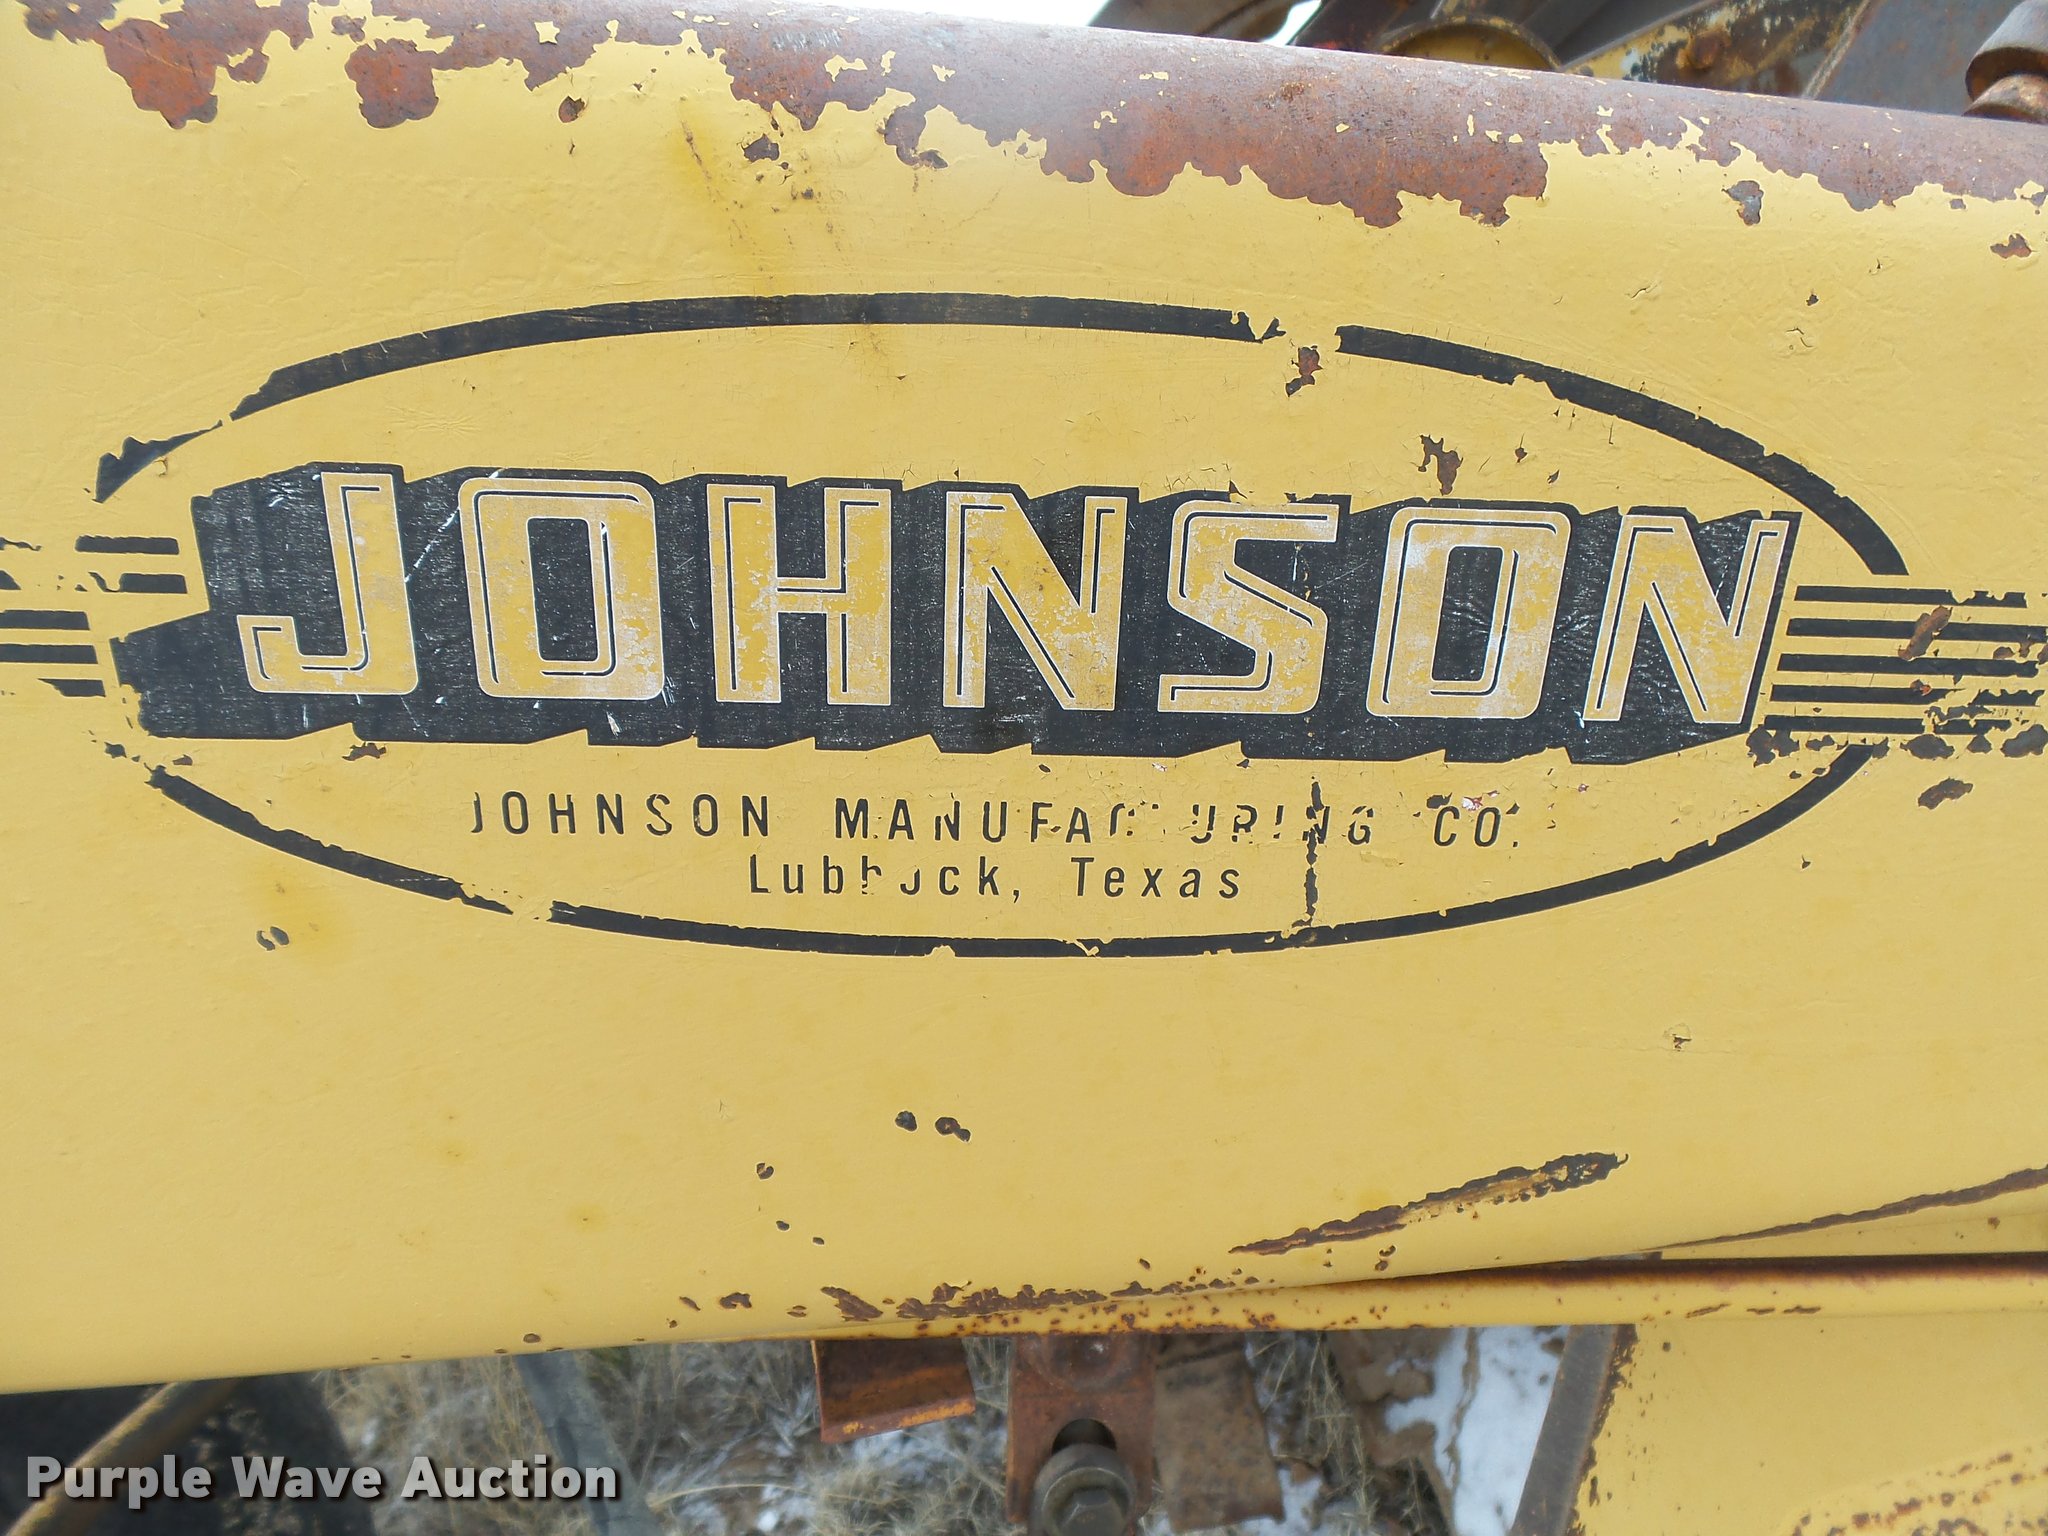 JOHNSON
JOHNSON MANUFACTURING CO.
Lubbock, Texas
Purple Wave Auction